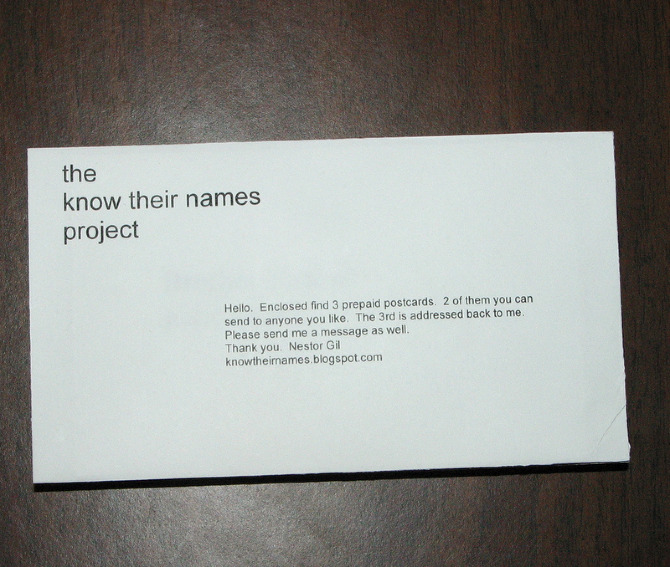 the
know their names
project
Hello. Enclosed find 3 prepaid postcards. 2 of them you can
send to anyone you like. The 3rd is addressed back to me.
Please send me a message as well.
Thank you. Nestor Gil
knowtheirnames.blogspot.com